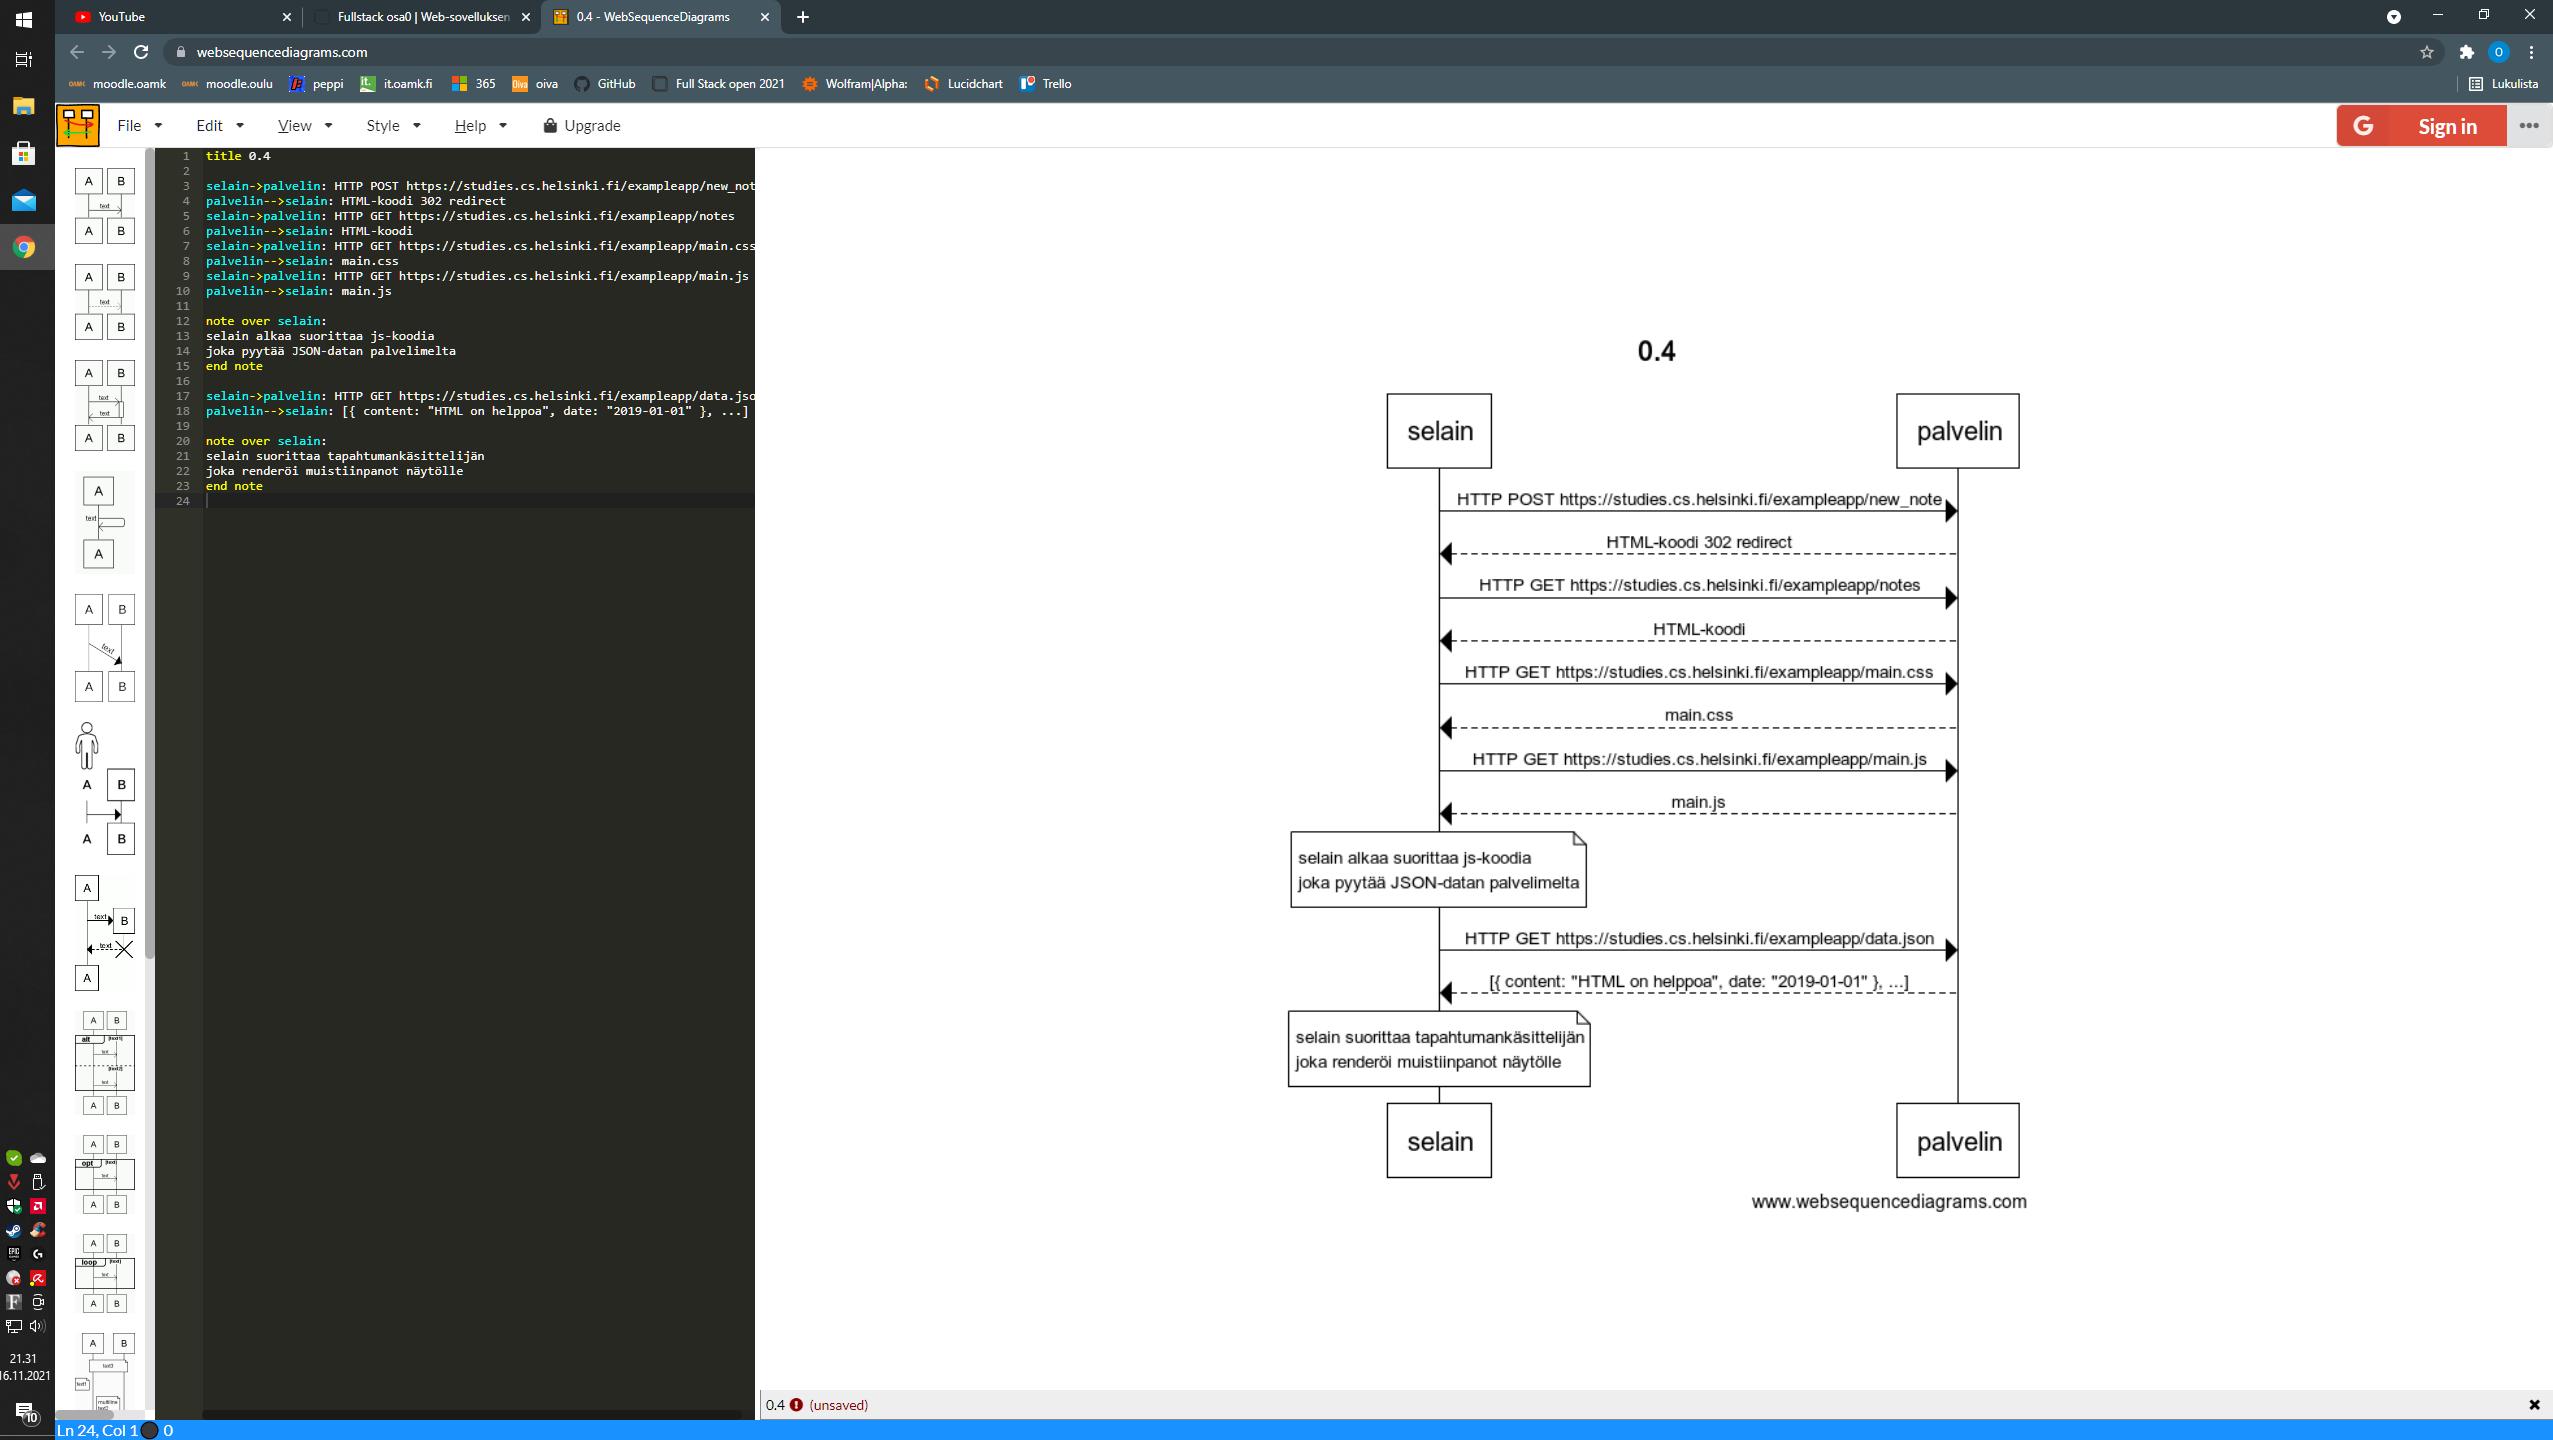 YouTube
Fullstack osa0 | Web-sovelluksen
0.4 - WebSequenceDiagrams
websequencediagrams.com
O
moodle.oamk
moodle.oulu
peppi
it.oamk.fi
365
oiva
GitHub
Full Stack open 2021
Wolfram|Alpha:
Lucidchart
Trello
Lukulista
File
Edit
View
Style
Help
Upgrade
G Sign in
1 title 0.4
2
3 selain->palvelin: HTTP POST https://studies.cs.helsinki.fi/exampleapp/new_not
4 palvelin-->selain: HTML-koodi 302 redirect
5 selain->palvelin: HTTP GET https://studies.cs.helsinki.fi/exampleapp/notes
6 palvelin-->selain: HTML-koodi
7 selain->palvelin: HTTP GET https://studies.cs.helsinki.fi/exampleapp/main.css
8 palvelin-->selain: main.css
9 selain->palvelin: HTTP GET https://studies.cs.helsinki.fi/exampleapp/main.js
10 palvelin-->selain: main.js
11
12 note over selain:
13 selain alkaa suorittaa js-koodia
14 joka pyytää JSON-datan palvelimelta
15 end note
16
17 selain->palvelin: HTTP GET https://studies.cs.helsinki.fi/exampleapp/data.jso
18 palvelin-->selain: [{ content: "HTML on helppoa", date: "2019-01-01" }, ...]
19
20 note over selain:
21 selain suorittaa tapahtumankäsittelijän
22 joka renderöi muistiinpanot näytölle
23 end note
24
A B
text
A B
A B
text
A B
A B
text
text
A B
A
text
A
A B
text
A B
A B
A B
A
text B
text
A
A B
alt [text1]
text
[text2]
text
A B
A B
opt [text]
text
A B
A B
loop [text]
text
A B
A B
text3
text1
multiline
text2
0.4
selain
palvelin
HTTP POST https://studies.cs.helsinki.fi/exampleapp/new_note
HTML-koodi 302 redirect
HTTP GET https://studies.cs.helsinki.fi/exampleapp/notes
HTML-koodi
HTTP GET https://studies.cs.helsinki.fi/exampleapp/main.css
main.css
HTTP GET https://studies.cs.helsinki.fi/exampleapp/main.js
main.js
selain alkaa suorittaa js-koodia
joka pyytää JSON-datan palvelimelta
HTTP GET https://studies.cs.helsinki.fi/exampleapp/data.json
[{ content: "HTML on helppoa", date: "2019-01-01" }, ...]
selain suorittaa tapahtumankäsittelijän
joka renderöi muistiinpanot näytölle
selain
palvelin
www.websequencediagrams.com
0.4 (unsaved)
21.31
16.11.2021
10
Ln 24, Col 1 0